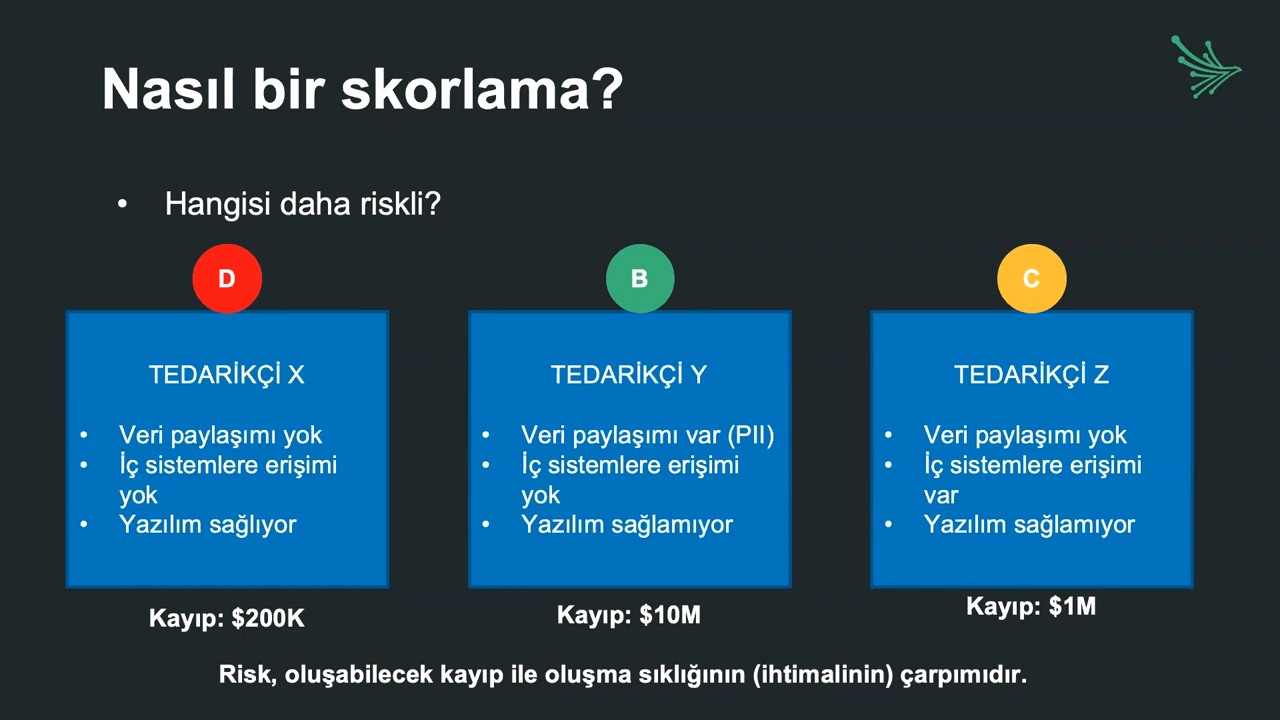 Nasıl bir skorlama?
• Hangisi daha riskli?
D
TEDARİKÇİ X
• Veri paylaşımı yok
• İç sistemlere erişimi
yok
• Yazılım sağlıyor
Kayıp: $200K
B
TEDARİKÇİ Y
• Veri paylaşımı var (PII)
• İç sistemlere erişimi
yok
• Yazılım sağlamıyor
Kayıp: $10M
C
TEDARİKÇİ Z
• Veri paylaşımı yok
• İç sistemlere erişimi
var
• Yazılım sağlamıyor
Kayıp: $1M
Risk, oluşabilecek kayıp ile oluşma sıklığının (ihtimalinin) çarpımıdır.